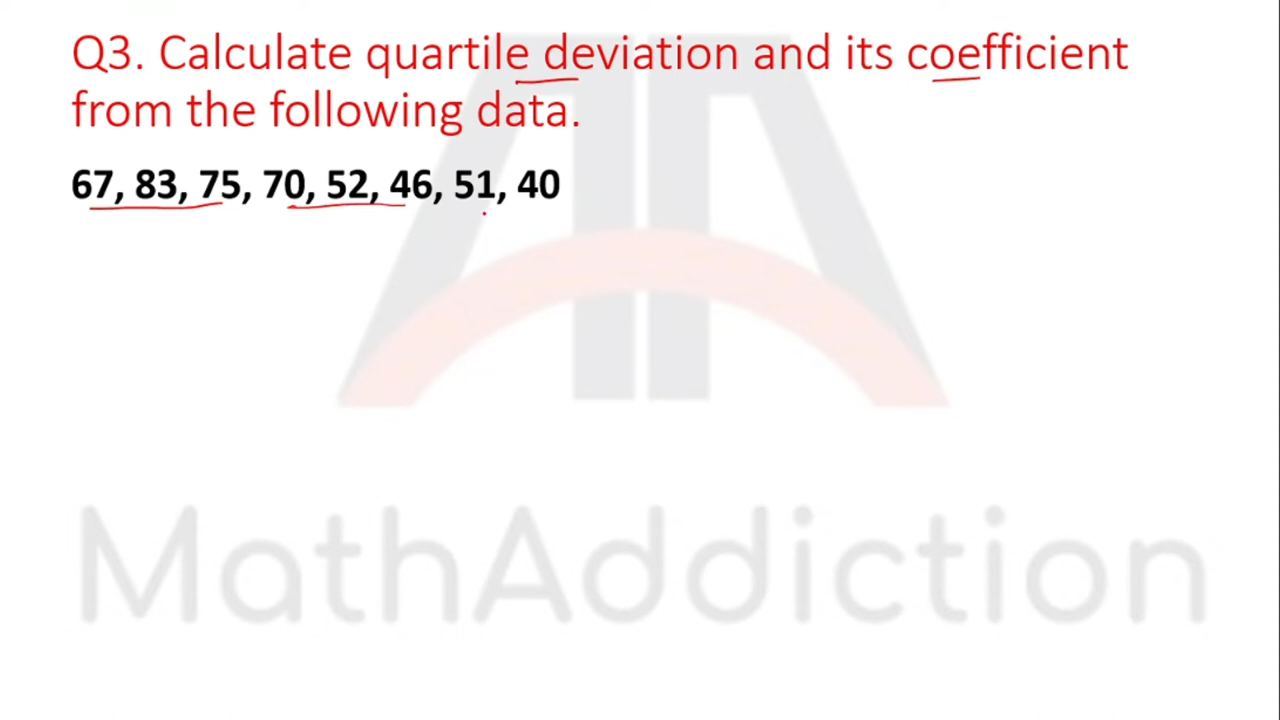 Q3. Calculate quartile deviation and its coefficient
from the following data.
67, 83, 75, 70, 52, 46, 51, 40
MathAddiction